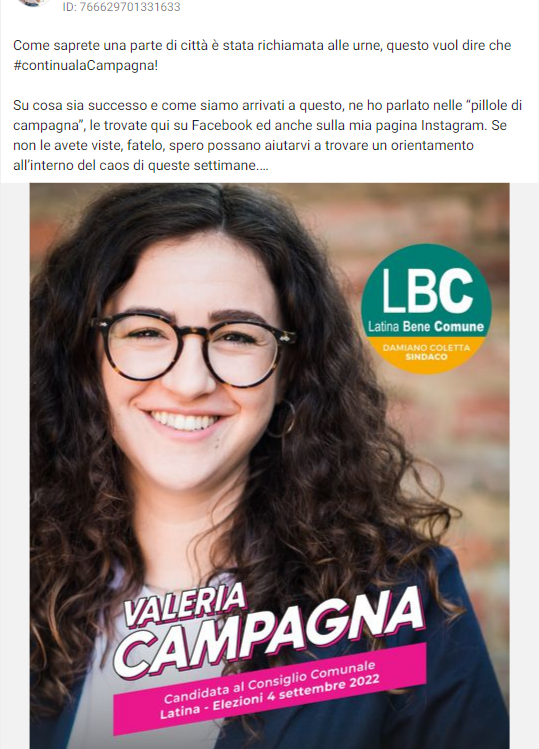 ID: 766629701331633
Come saprete una parte di città è stata richiamata alle urne, questo vuol dire che
#continualaCampagna!
Su cosa sia successo e come siamo arrivati a questo, ne ho parlato nelle “pillole di
campagna”, le trovate qui su Facebook ed anche sulla mia pagina Instagram. Se
non le avete viste, fatelo, spero possano aiutarvi a trovare un orientamento
all’interno del caos di queste settimane....
LBC
Latina Bene Comune
DAMIANO COLETTA
SINDACO
VALERIA
CAMPAGNA
Candidata al Consiglio Comunale
Latina - Elezioni 4 settembre 2022